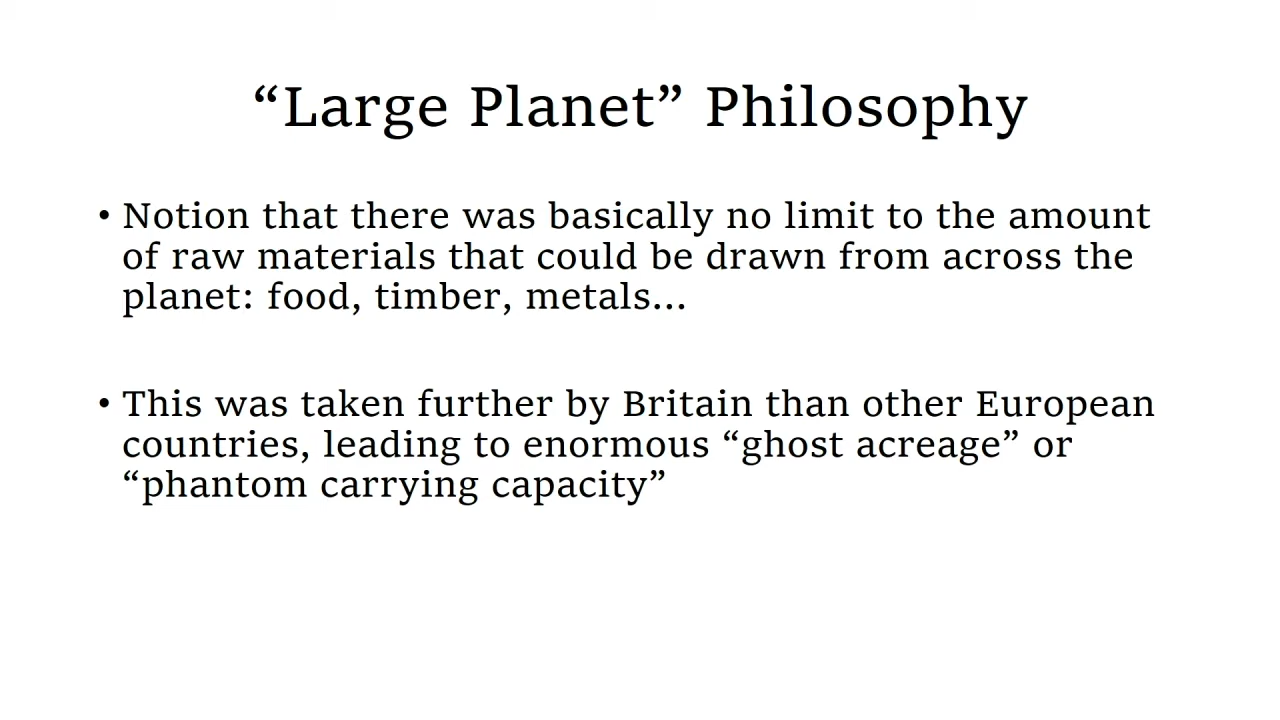 “Large Planet” Philosophy
• Notion that there was basically no limit to the amount
of raw materials that could be drawn from across the
planet: food, timber, metals…
• This was taken further by Britain than other European
countries, leading to enormous “ghost acreage” or
“phantom carrying capacity”